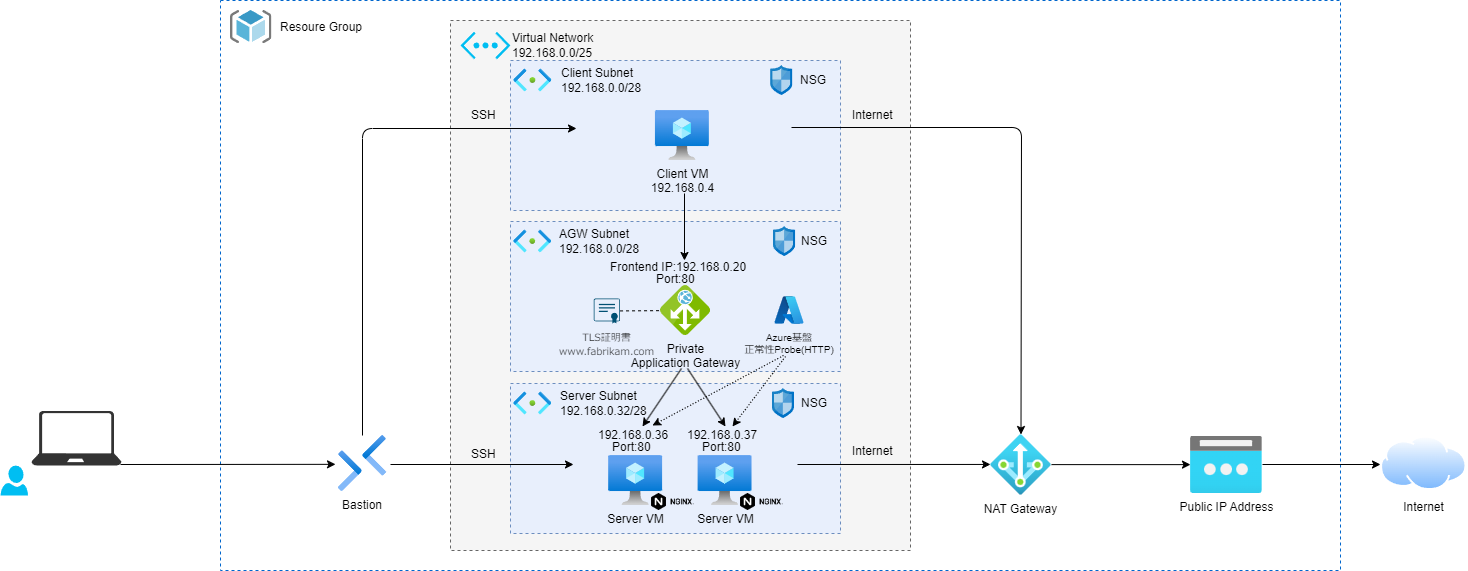 Resoure Group
Virtual Network
192.168.0.0/25
Client Subnet
192.168.0.0/28
NSG
SSH
Internet
Client VM
192.168.0.4
AGW Subnet
192.168.0.0/28
NSG
Frontend IP:192.168.0.20
Port:80
TLS証明書
www.fabrikam.com
Azure基盤
正常性Probe(HTTP)
Private
Application Gateway
Server Subnet
192.168.0.32/28
NSG
192.168.0.36
Port:80
192.168.0.37
Port:80
SSH
Internet
NGINX
NGINX
Server VM
Server VM
Bastion
NAT Gateway
Public IP Address
Internet